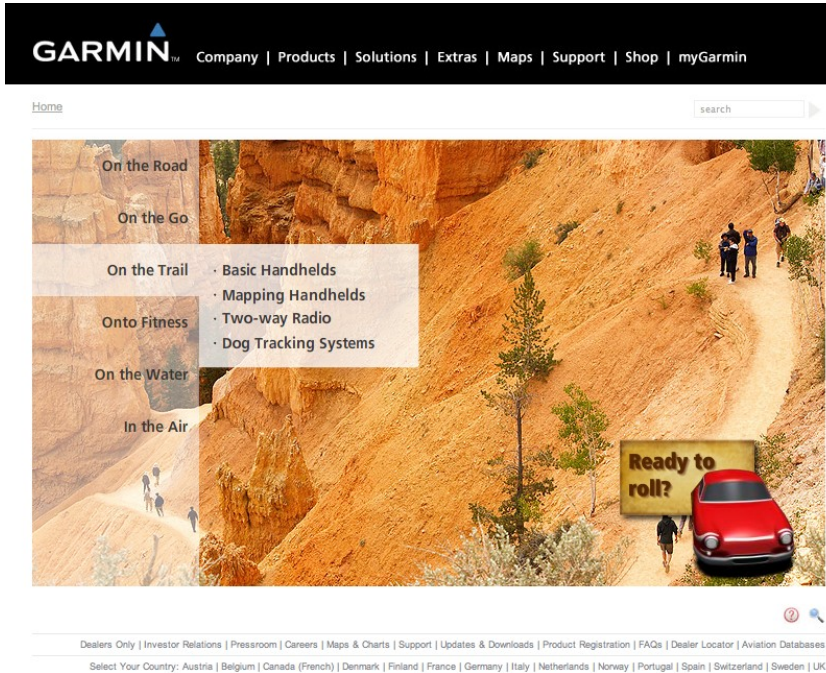 GARMIN™ Company | Products | Solutions | Extras | Maps | Support | Shop | myGarmin
Home
search
On the Road
On the Go
On the Trail
· Basic Handhelds
· Mapping Handhelds
· Two-way Radio
· Dog Tracking Systems
Onto Fitness
On the Water
In the Air
Ready to
roll?
Dealers Only | Investor Relations | Pressroom | Careers | Maps & Charts | Support | Updates & Downloads | Product Registration | FAQs | Dealer Locator | Aviation Databases
Select Your Country: Austria | Belgium | Canada (French) | Denmark | Finland | France | Germany | Italy | Netherlands | Norway | Portugal | Spain | Switzerland | Sweden | UK